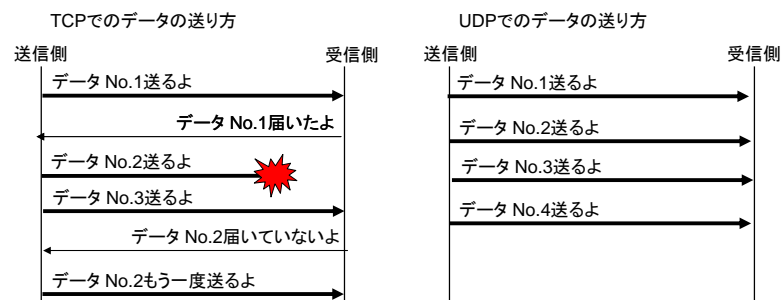 TCPでのデータの送り方
送信側
受信側
データ No.1送るよ
データ No.1届いたよ
データ No.2送るよ
データ No.3送るよ
データ No.2届いていないよ
データ No.2もう一度送るよ
UDPでのデータの送り方
送信側
受信側
データ No.1送るよ
データ No.2送るよ
データ No.3送るよ
データ No.4送るよ